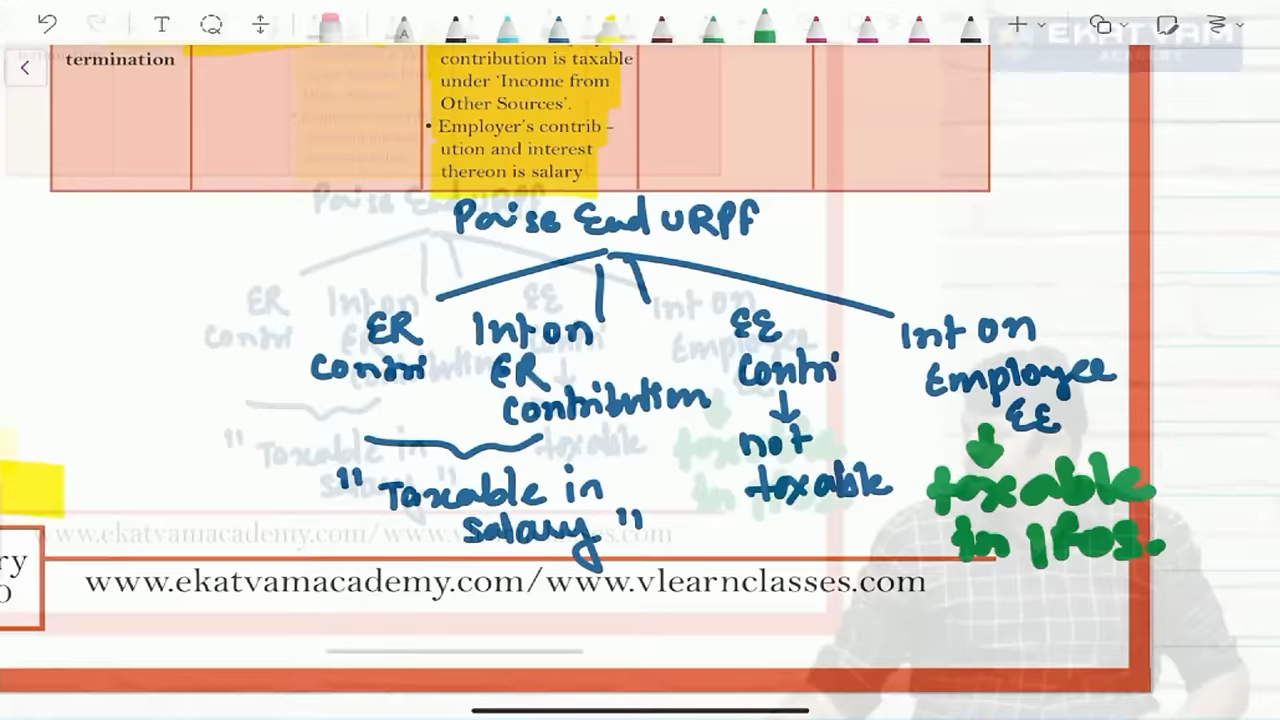 EKATVAM
ACADEMY
termination
contribution is taxable
under ‘Income from
Other Sources’.
• Employer's contrib -
ution and interest
thereon is salary
Paise End URPF
ER
Contri
Int on
ER
Contribution
EE
Contri
not
taxable
Int on
Employee
EE
taxable
in IFOS.
" Taxable in
salary "
www.ekatvamacademy.com/www.vlearnclasses.com